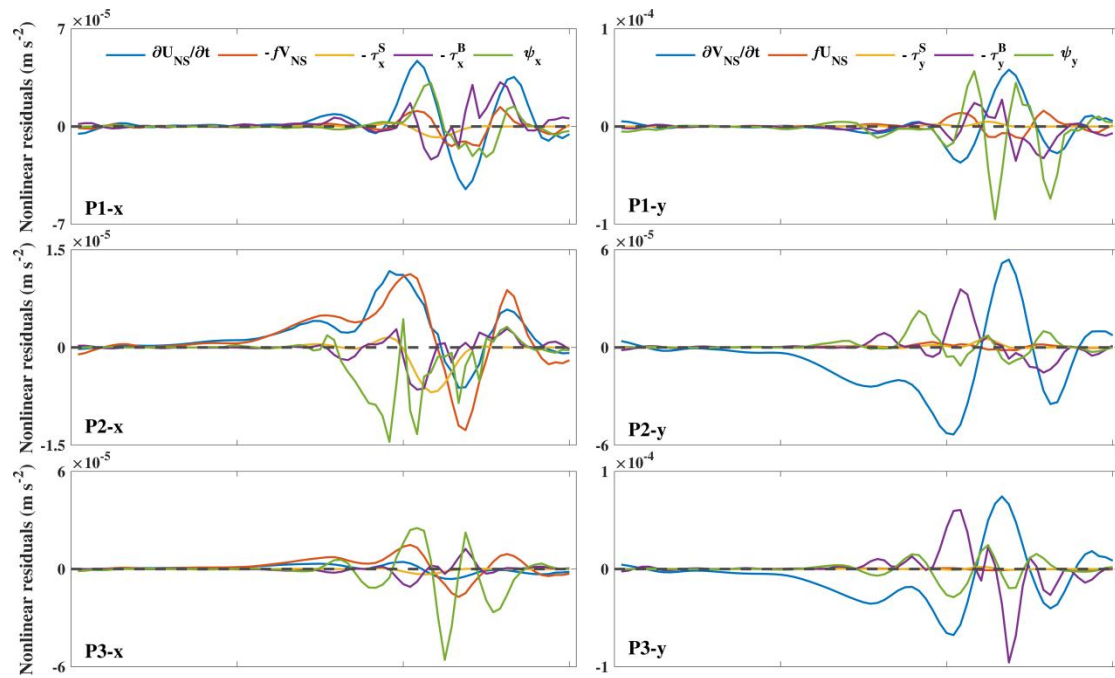 ×10⁻⁵
7
∂U_NS/∂t -fV_NS -τ_x^S -τ_x^B ψ_x
Nonlinear residuals (m s⁻²)
0
-7
P1-x
×10⁻⁴
1
∂V_NS/∂t fU_NS -τ_y^S -τ_y^B ψ_y
0
-1
P1-y
×10⁻⁵
1.5
Nonlinear residuals (m s⁻²)
0
-1.5
P2-x
×10⁻⁵
6
0
-6
P2-y
×10⁻⁵
6
Nonlinear residuals (m s⁻²)
0
-6
P3-x
×10⁻⁴
1
0
-1
P3-y